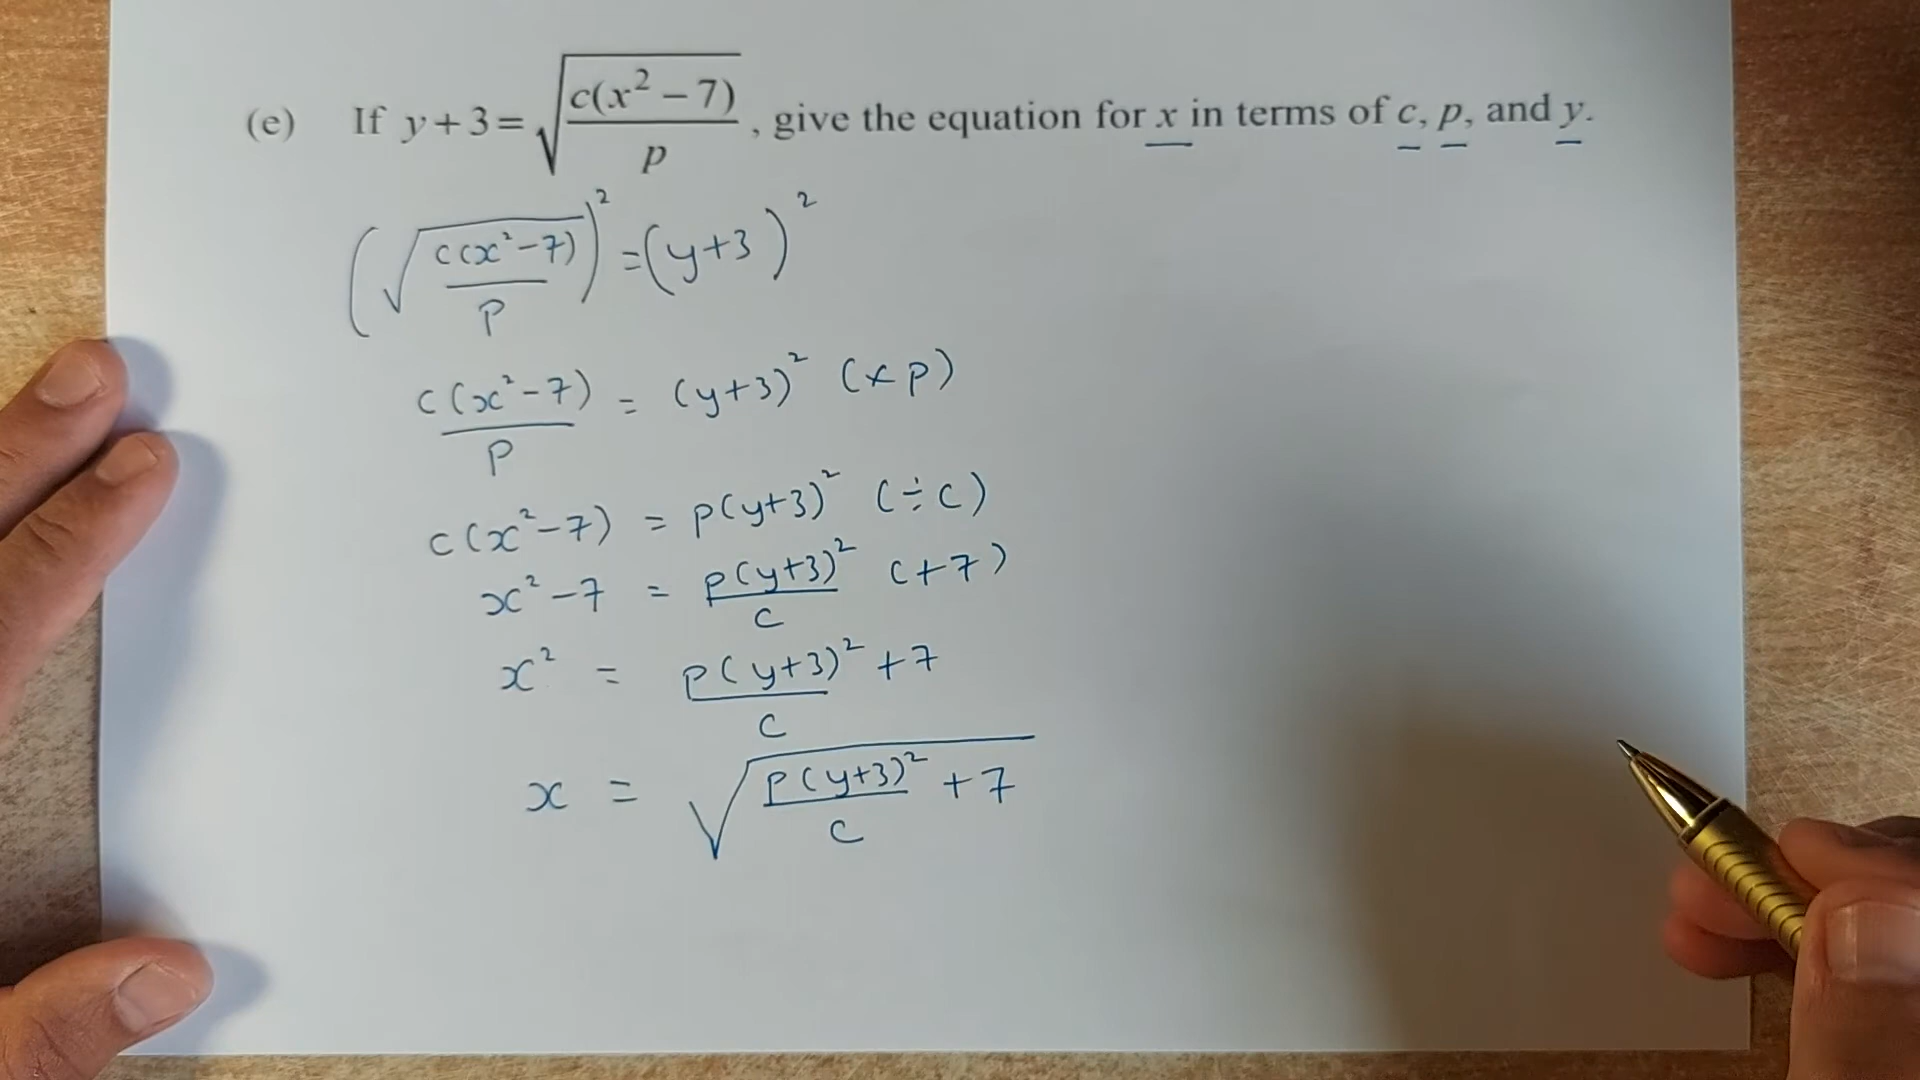 (e) If y+3=√(c(x²−7)/p), give the equation for x in terms of c, p, and y.
(√(c(x²−7)/p))²=(y+3)²
c(x²−7)/p = (y+3)² (×p)
c(x²−7) = p(y+3)² (÷c)
x²−7 = p(y+3)²/c (+7)
x² = p(y+3)²/c +7
x = √(p(y+3)²/c +7)